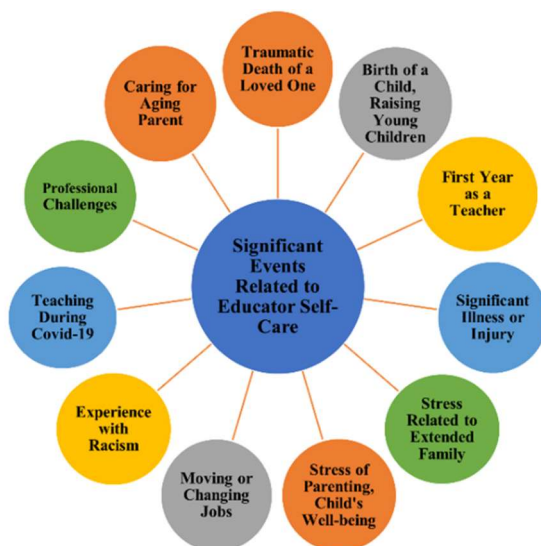 Significant
Events
Related to
Educator Self-
Care
Traumatic
Death of a
Loved One
Birth of a
Child,
Raising
Young
Children
First Year
as a
Teacher
Significant
Illness or
Injury
Stress
Related to
Extended
Family
Stress of
Parenting,
Child's
Well-being
Moving or
Changing
Jobs
Experience
with
Racism
Teaching
During
Covid-19
Professional
Challenges
Caring for
Aging
Parent